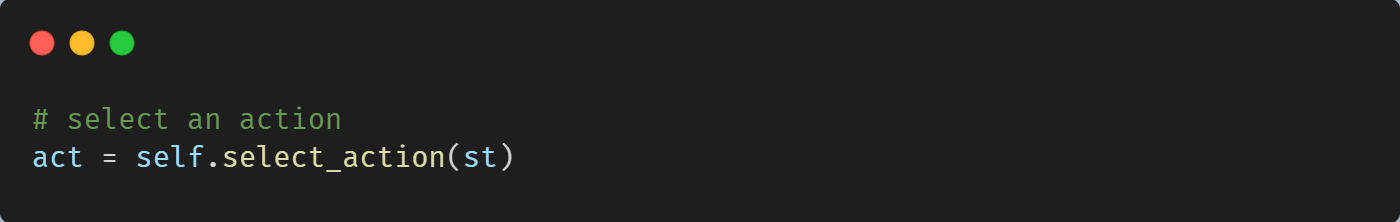 # select an action
act = self.select_action(st)